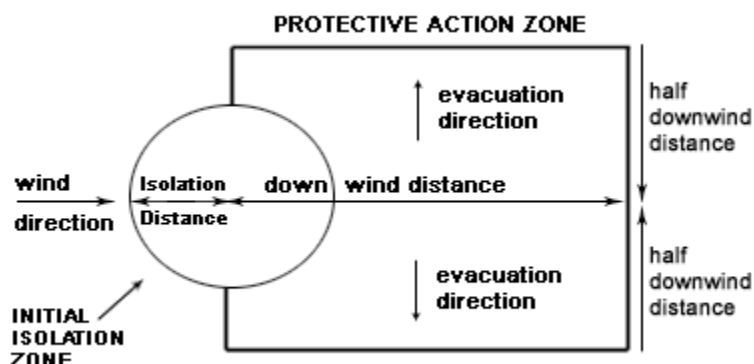 PROTECTIVE ACTION ZONE
evacuation
direction
half
downwind
distance
wind
direction
Isolation
Distance
down wind distance
evacuation
direction
half
downwind
distance
INITIAL
ISOLATION
ZONE